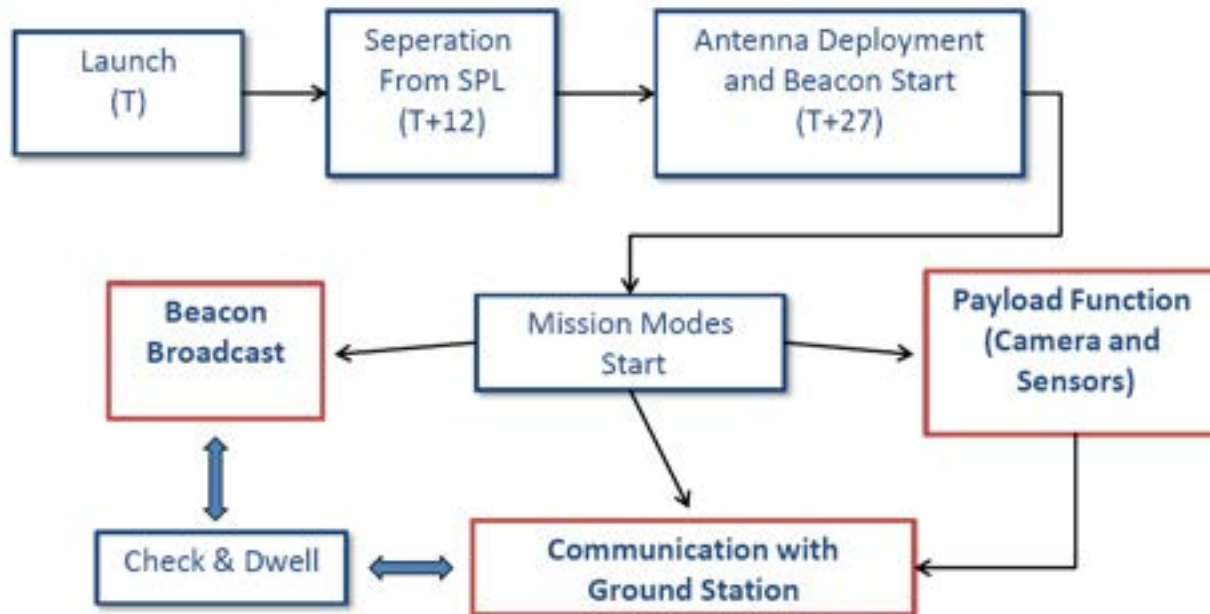 Launch
(T)
Seperation
From SPL
(T+12)
Antenna Deployment
and Beacon Start
(T+27)
Beacon
Broadcast
Mission Modes
Start
Payload Function
(Camera and
Sensors)
Check & Dwell
Communication with
Ground Station